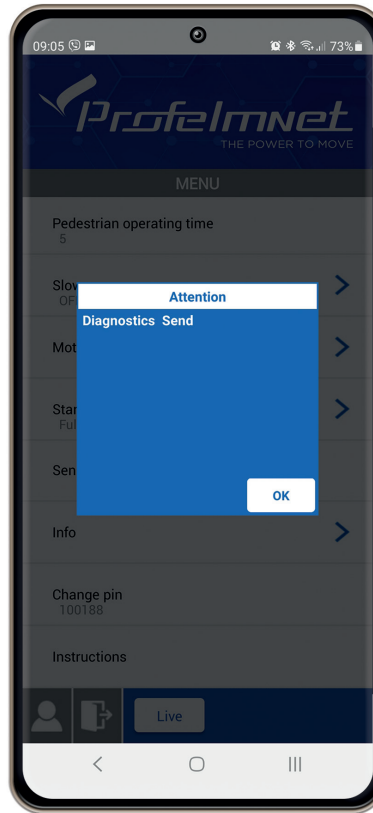 09:05
73%
Profelmnet
THE POWER TO MOVE
MENU
Pedestrian operating time
5
Attention
Diagnostics Send
OK
Info
Change pin
100188
Instructions
Live